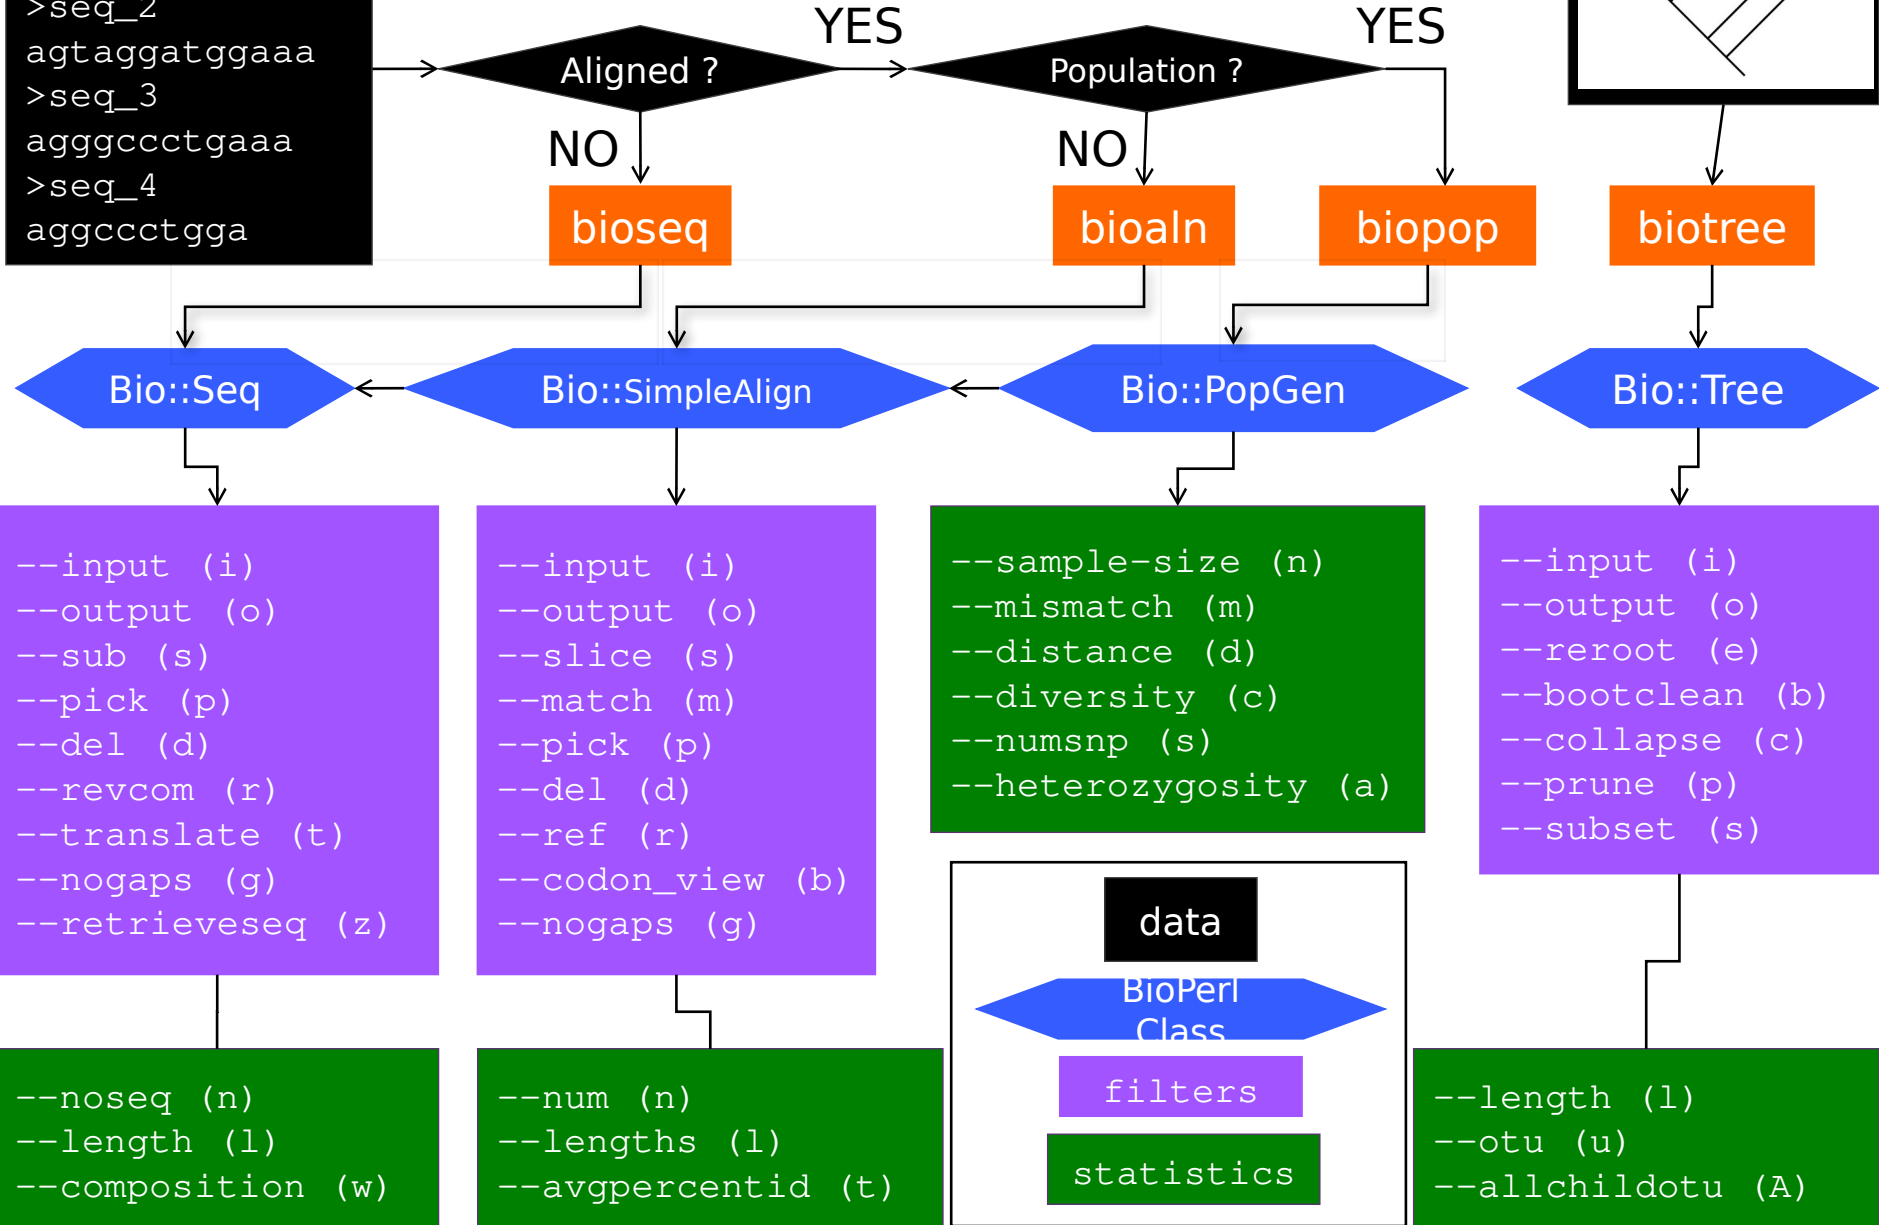 >seq_2
agtaggatggaaa
>seq_3
agggccctgaaa
>seq_4
aggccctgga
Aligned ?
YES
Population ?
YES
NO
NO
bioseq
bioaln
biopop
biotree
Bio::Seq
Bio::SimpleAlign
Bio::PopGen
Bio::Tree
--input (i)
--output (o)
--sub (s)
--pick (p)
--del (d)
--revcom (r)
--translate (t)
--nogaps (g)
--retrieveseq (z)
--input (i)
--output (o)
--slice (s)
--match (m)
--pick (p)
--del (d)
--ref (r)
--codon_view (b)
--nogaps (g)
--sample-size (n)
--mismatch (m)
--distance (d)
--diversity (c)
--numsnp (s)
--heterozygosity (a)
--input (i)
--output (o)
--reroot (e)
--bootclean (b)
--collapse (c)
--prune (p)
--subset (s)
--noseq (n)
--length (l)
--composition (w)
--num (n)
--lengths (l)
--avgpercentid (t)
data
BioPerl
Class
filters
statistics
--length (l)
--otu (u)
--allchildotu (A)